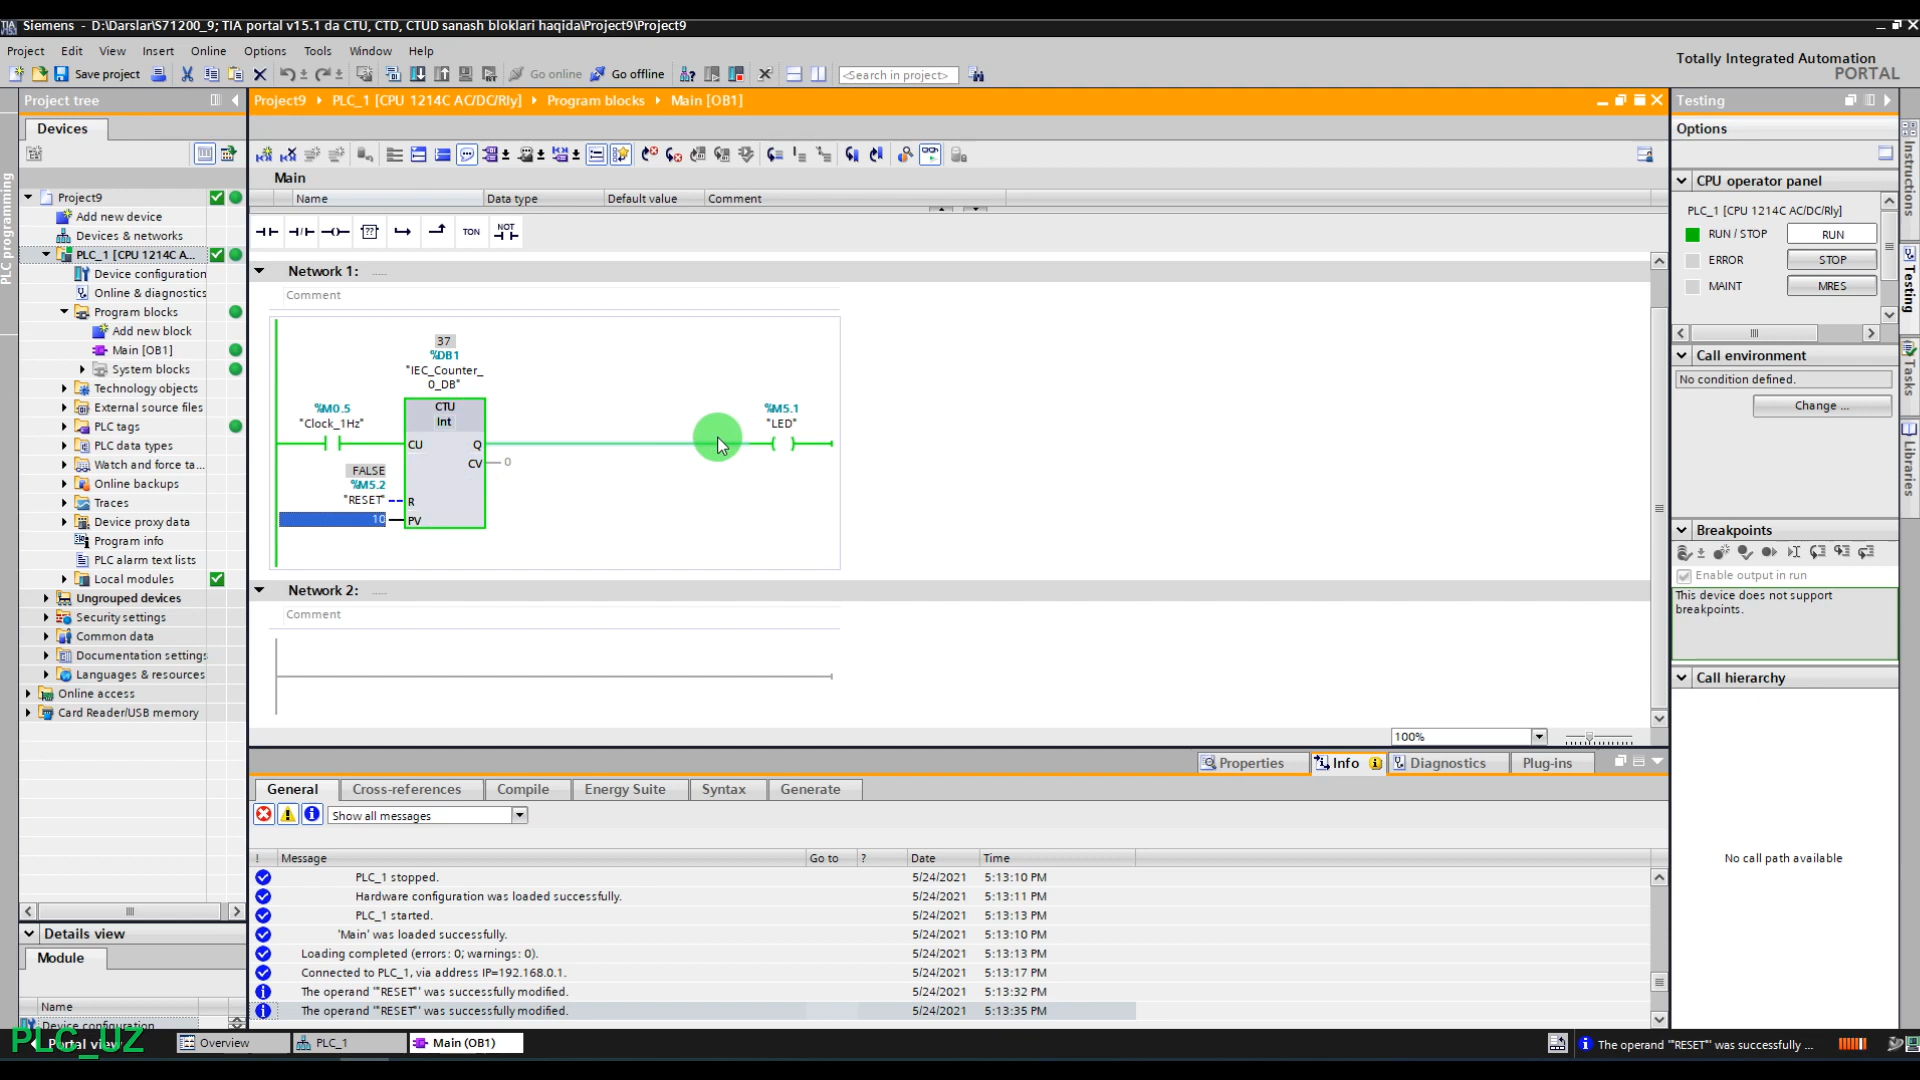 Siemens - D:\Darslar\S71200_9; TIA portal v15.1 da CTU, CTD, CTUD sanash bloklari haqida\Project9\Project9
Project Edit View Insert Online Options Tools Window Help
Totally Integrated Automation
PORTAL
Save project Go online Go offline <Search in project>
Project tree
Project9 PLC_1 [CPU 1214C AC/DC/Rly] Program blocks Main [OB1]
Testing
Devices
Options
PLC programming
Main
Name Data type Default value Comment
Project9
Add new device
Devices & networks
PLC_1 [CPU 1214C A...
Device configuration
Online & diagnostics
Program blocks
Add new block
Main [OB1]
System blocks
Technology objects
External source files
PLC tags
PLC data types
Watch and force ta...
Online backups
Traces
Device proxy data
Program info
PLC alarm text lists
Local modules
Ungrouped devices
Security settings
Common data
Documentation settings
Languages & resources
Online access
Card Reader/USB memory
TON
NOT
Network 1: .....
Comment
37
%DB1
"IEC_Counter_
0_DB"
CTU
Int
%M0.5
"Clock_1Hz"
CU Q
CV 0
FALSE
%M5.2
"RESET" R
10 PV
%M5.1
"LED"
Network 2: .....
Comment
100%
CPU operator panel
PLC_1 [CPU 1214C AC/DC/Rly]
RUN / STOP RUN
ERROR STOP
MAINT MRES
Call environment
No condition defined.
Change ...
Breakpoints
Enable output in run
This device does not support
breakpoints.
Call hierarchy
No call path available
Instructions
Testing
Tasks
Libraries
Properties Info Diagnostics Plug-ins
General Cross-references Compile Energy Suite Syntax Generate
Show all messages
! Message Go to ? Date Time
PLC_1 stopped. 5/24/2021 5:13:10 PM
Hardware configuration was loaded successfully. 5/24/2021 5:13:11 PM
PLC_1 started. 5/24/2021 5:13:13 PM
'Main' was loaded successfully. 5/24/2021 5:13:10 PM
Loading completed (errors: 0; warnings: 0). 5/24/2021 5:13:13 PM
Connected to PLC_1, via address IP=192.168.0.1. 5/24/2021 5:13:17 PM
The operand '"RESET"' was successfully modified. 5/24/2021 5:13:32 PM
The operand '"RESET"' was successfully modified. 5/24/2021 5:13:35 PM
Details view
Module
Name
Device configuration
PLC_UZ
Portal view Overview PLC_1 Main (OB1)
The operand '"RESET"' was successfully ...